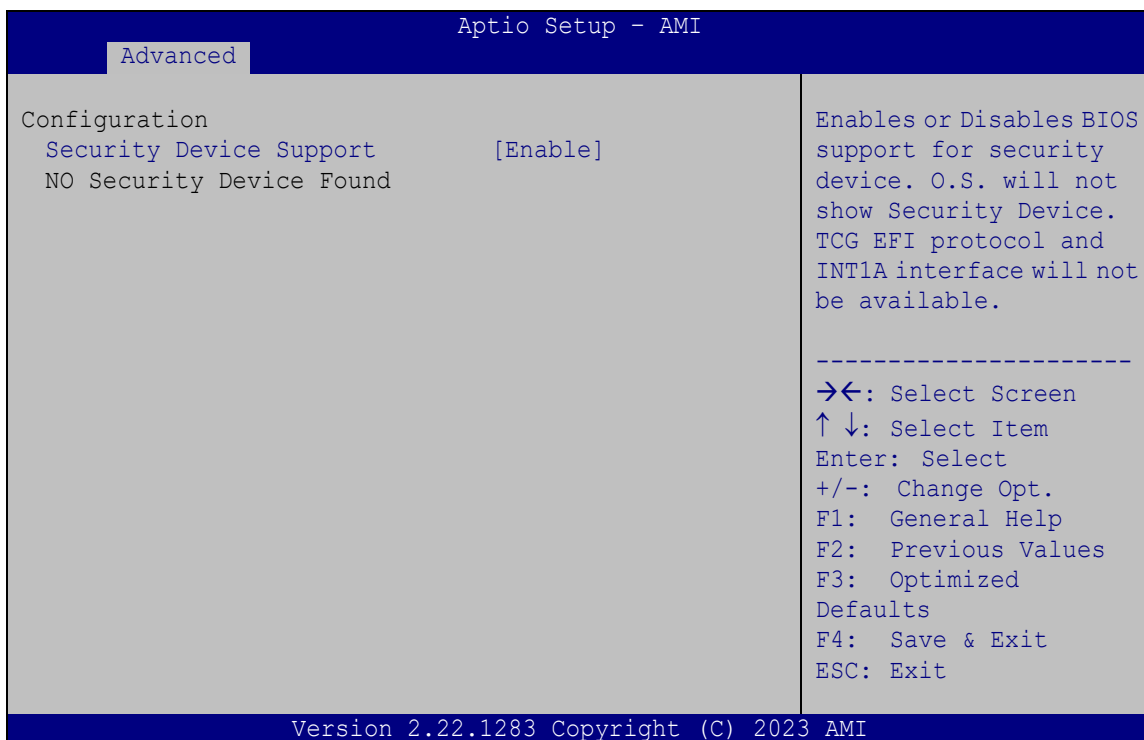 Aptio Setup – AMI
Advanced
Configuration
Security Device Support [Enable]
NO Security Device Found
Enables or Disables BIOS
support for security
device. O.S. will not
show Security Device.
TCG EFI protocol and
INT1A interface will not
be available.
----------------------
→←: Select Screen
↑ ↓: Select Item
Enter: Select
+/-: Change Opt.
F1: General Help
F2: Previous Values
F3: Optimized
Defaults
F4: Save & Exit
ESC: Exit
Version 2.22.1283 Copyright (C) 2023 AMI